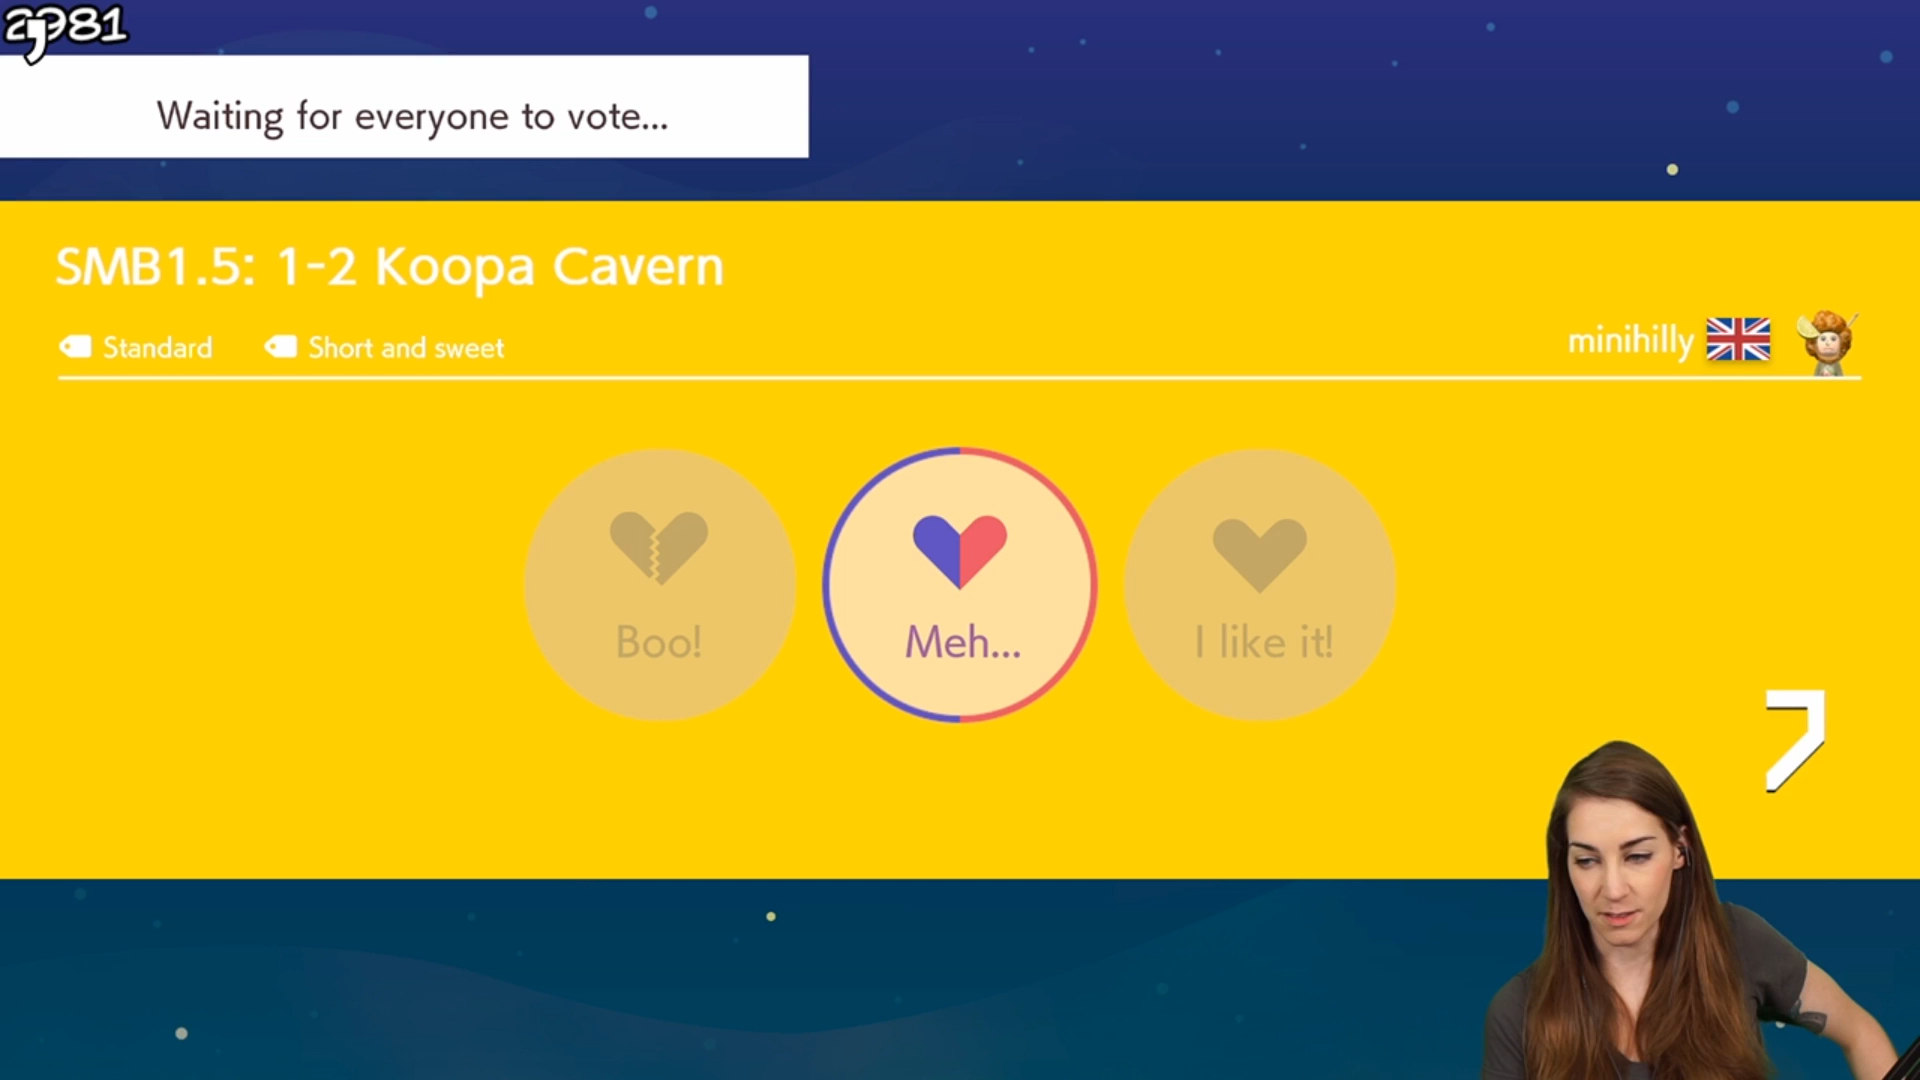 Waiting for everyone to vote...
SMB1.5: 1-2 Koopa Cavern
Standard Short and sweet
minihilly
Boo! Meh... I like it!
7